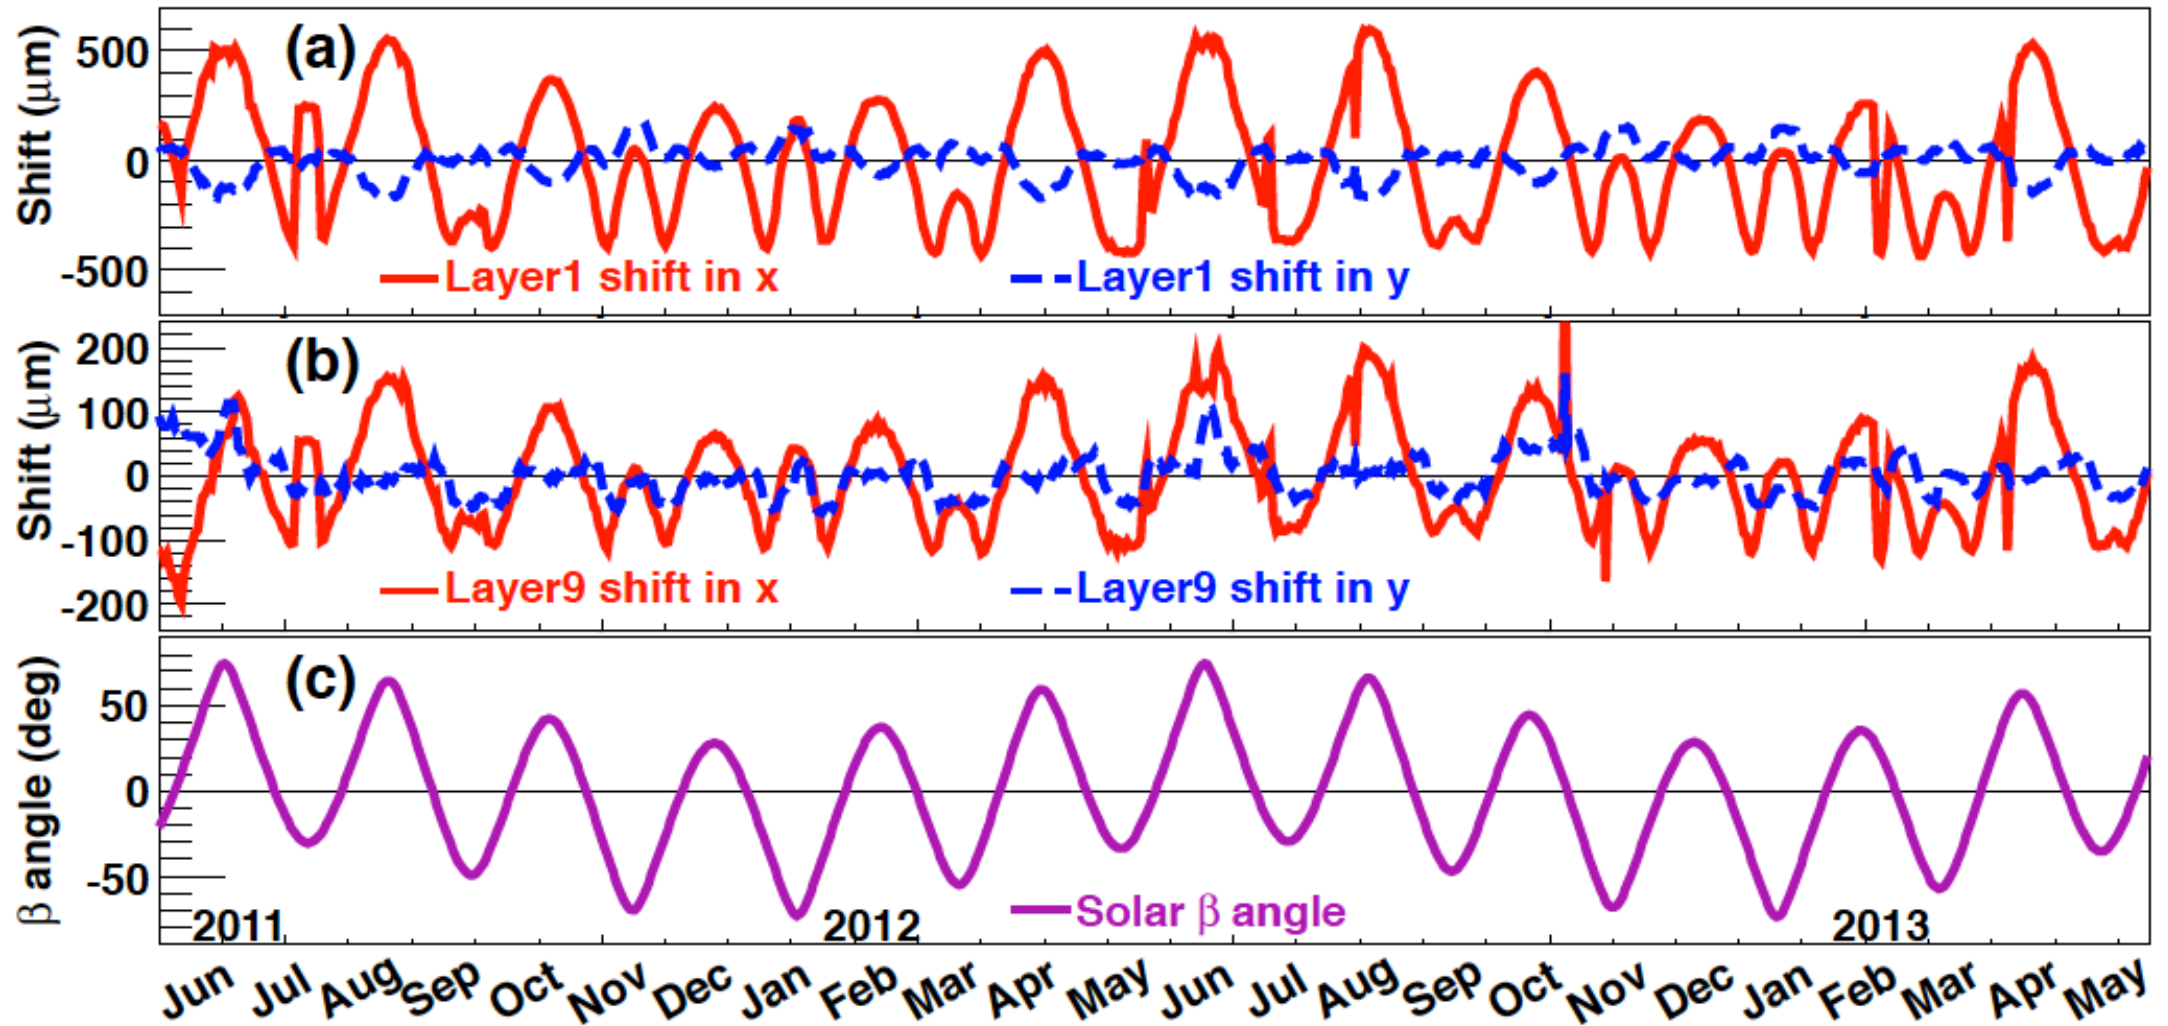 (a)
Shift (μm)
500
0
-500
Layer1 shift in x
Layer1 shift in y
(b)
Shift (μm)
200
100
0
-100
-200
Layer9 shift in x
Layer9 shift in y
(c)
β angle (deg)
50
0
-50
Solar β angle
2011 2012 2013
Jun Jul Aug Sep Oct Nov Dec Jan Feb Mar Apr May Jun Jul Aug Sep Oct Nov Dec Jan Feb Mar Apr May